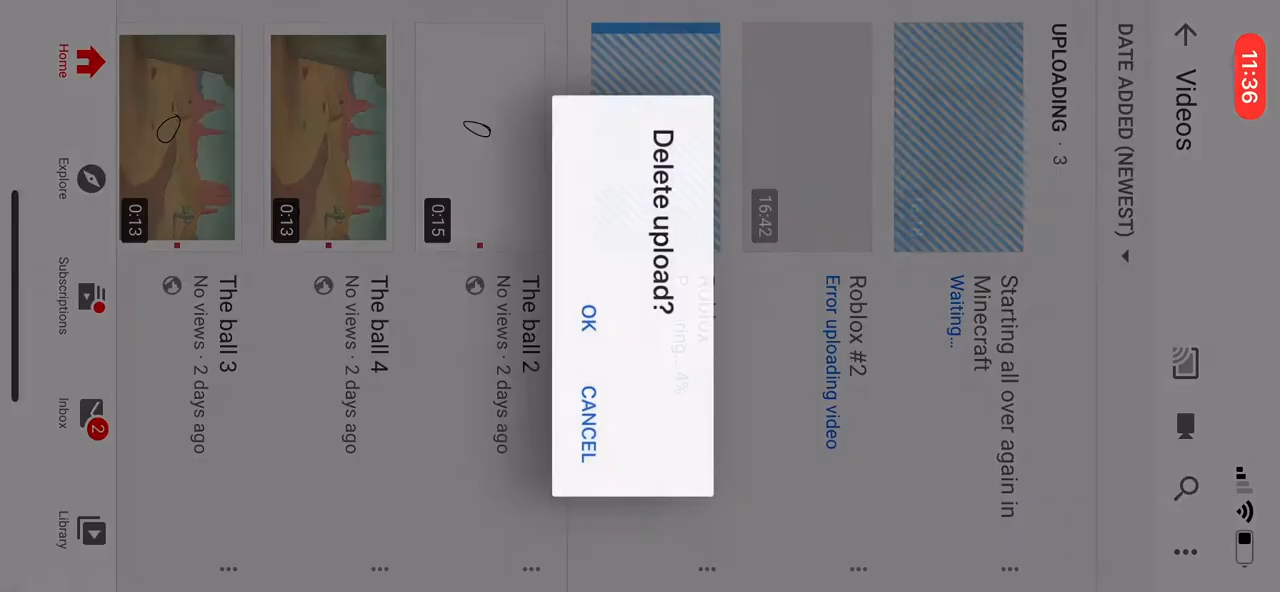 11:36
Videos
DATE ADDED (NEWEST)
UPLOADING · 3
Starting all over again in
Minecraft
Waiting...
Roblox #2
Error uploading video
16:42
Roblox
4%
Delete upload?
OK
CANCEL
The ball 2
No views · 2 days ago
0:15
The ball 4
No views · 2 days ago
0:13
The ball 3
No views · 2 days ago
0:13
Home
Explore
Subscriptions
Inbox
2
Library